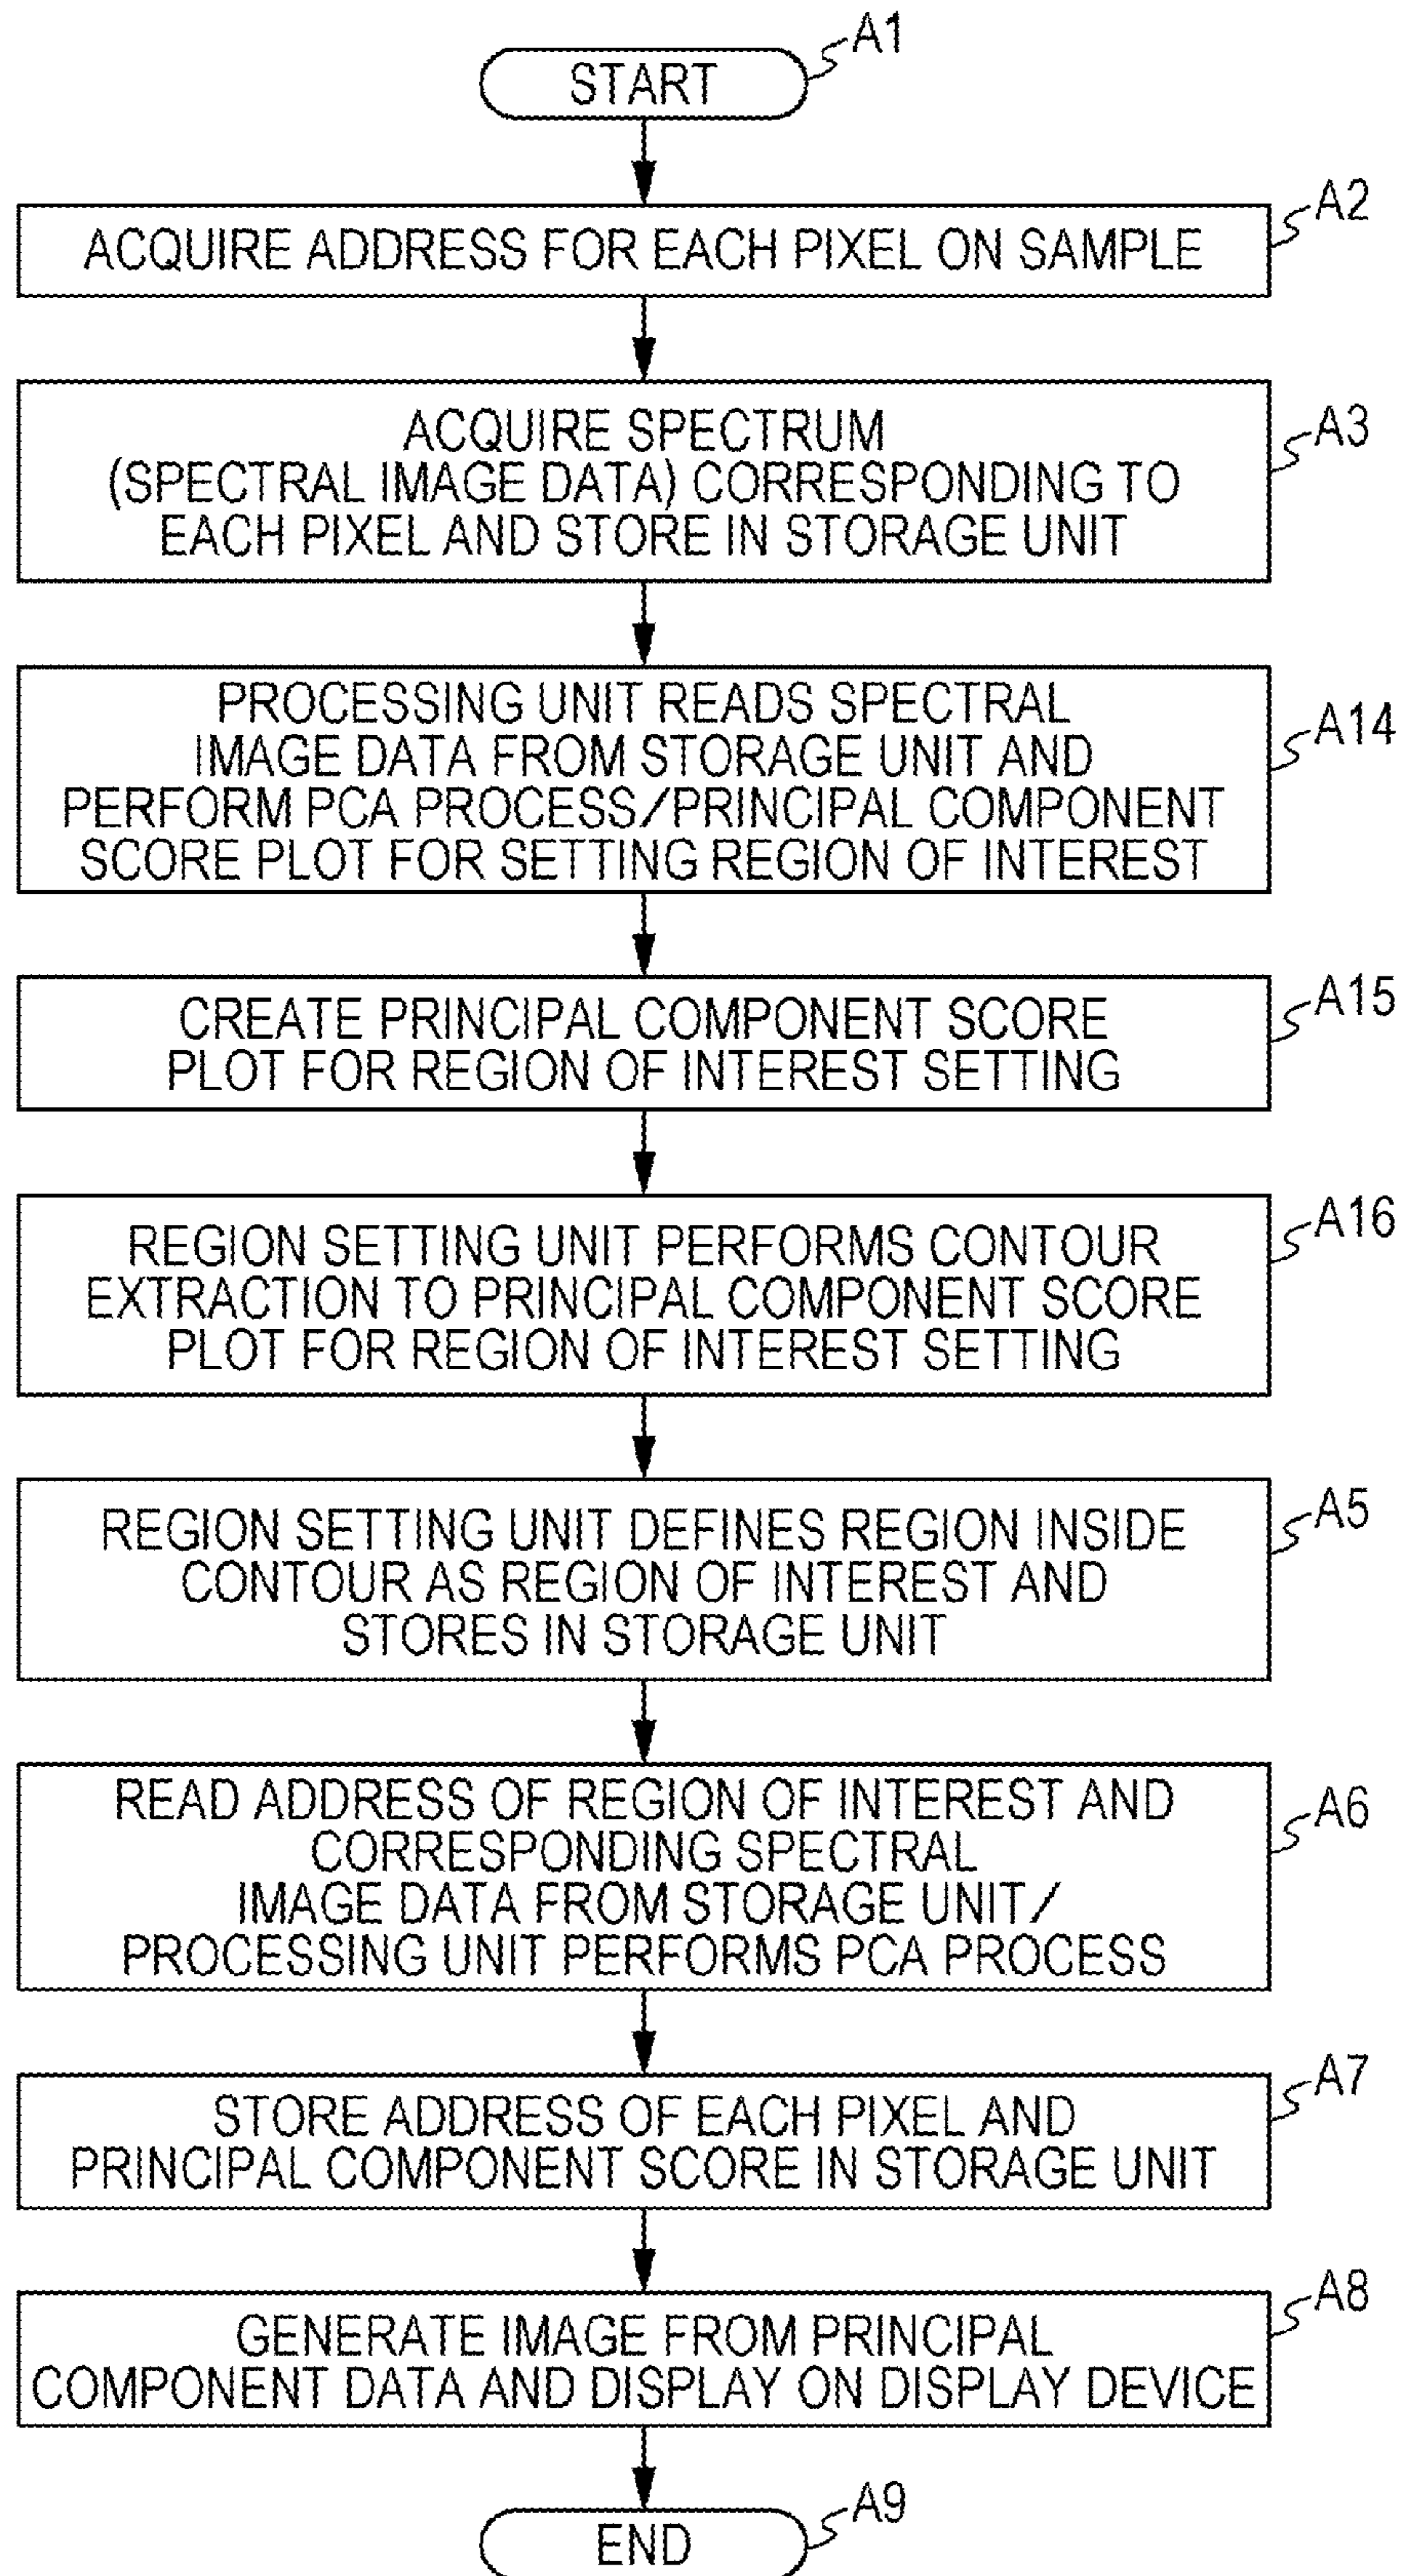 START
A1
ACQUIRE ADDRESS FOR EACH PIXEL ON SAMPLE
A2
ACQUIRE SPECTRUM
(SPECTRAL IMAGE DATA) CORRESPONDING TO
EACH PIXEL AND STORE IN STORAGE UNIT
A3
PROCESSING UNIT READS SPECTRAL
IMAGE DATA FROM STORAGE UNIT AND
PERFORM PCA PROCESS/PRINCIPAL COMPONENT
SCORE PLOT FOR SETTING REGION OF INTEREST
A14
CREATE PRINCIPAL COMPONENT SCORE
PLOT FOR REGION OF INTEREST SETTING
A15
REGION SETTING UNIT PERFORMS CONTOUR
EXTRACTION TO PRINCIPAL COMPONENT SCORE
PLOT FOR REGION OF INTEREST SETTING
A16
REGION SETTING UNIT DEFINES REGION INSIDE
CONTOUR AS REGION OF INTEREST AND
STORES IN STORAGE UNIT
A5
READ ADDRESS OF REGION OF INTEREST AND
CORRESPONDING SPECTRAL
IMAGE DATA FROM STORAGE UNIT/
PROCESSING UNIT PERFORMS PCA PROCESS
A6
STORE ADDRESS OF EACH PIXEL AND
PRINCIPAL COMPONENT SCORE IN STORAGE UNIT
A7
GENERATE IMAGE FROM PRINCIPAL
COMPONENT DATA AND DISPLAY ON DISPLAY DEVICE
A8
END
A9